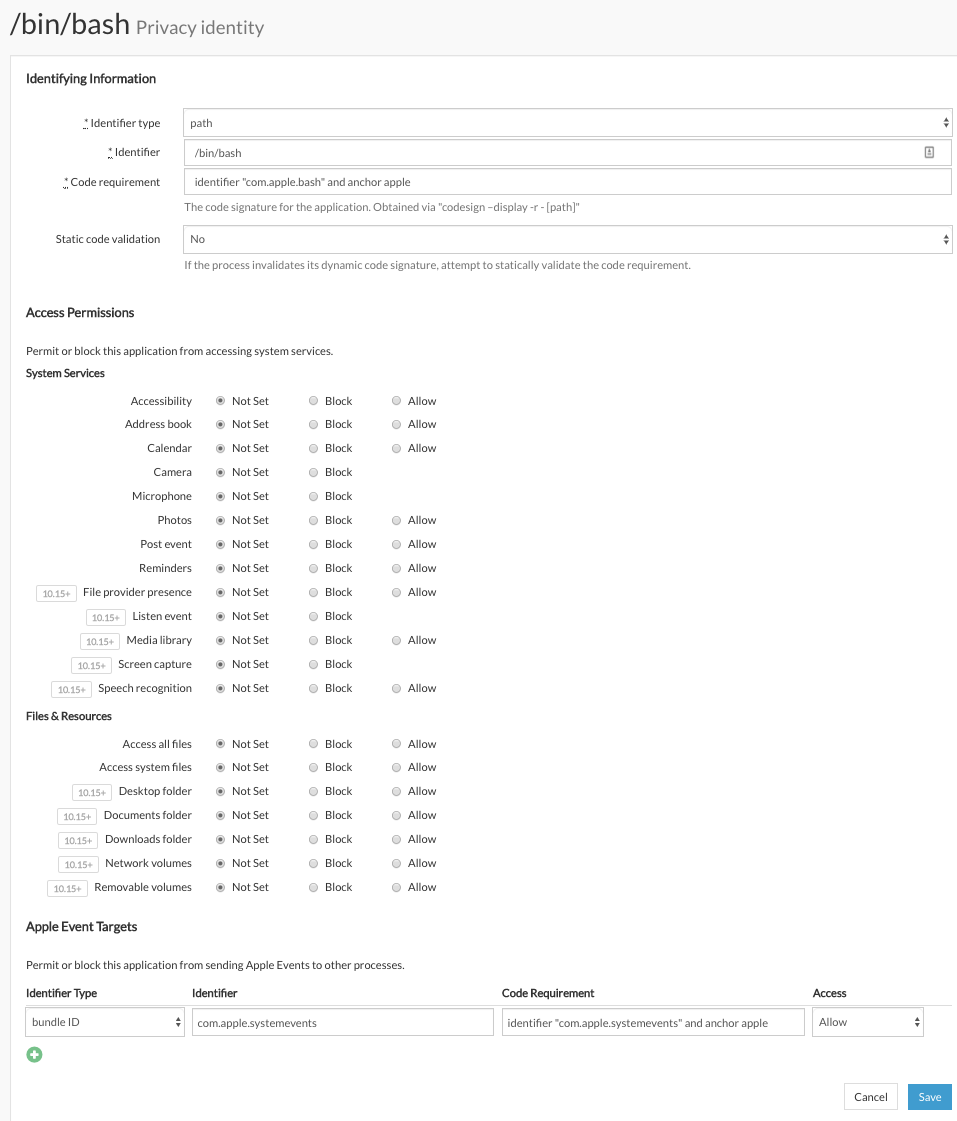 /bin/bash Privacy identity
Identifying Information
* Identifier type path
* Identifier /bin/bash
* Code requirement identifier "com.apple.bash" and anchor apple
The code signature for the application. Obtained via "codesign –display -r - [path]"
Static code validation No
If the process invalidates its dynamic code signature, attempt to statically validate the code requirement.
Access Permissions
Permit or block this application from accessing system services.
System Services
Accessibility Not Set Block Allow
Address book Not Set Block Allow
Calendar Not Set Block Allow
Camera Not Set Block
Microphone Not Set Block
Photos Not Set Block Allow
Post event Not Set Block Allow
Reminders Not Set Block Allow
10.15+ File provider presence Not Set Block Allow
10.15+ Listen event Not Set Block
10.15+ Media library Not Set Block Allow
10.15+ Screen capture Not Set Block
10.15+ Speech recognition Not Set Block Allow
Files & Resources
Access all files Not Set Block Allow
Access system files Not Set Block Allow
10.15+ Desktop folder Not Set Block Allow
10.15+ Documents folder Not Set Block Allow
10.15+ Downloads folder Not Set Block Allow
10.15+ Network volumes Not Set Block Allow
10.15+ Removable volumes Not Set Block Allow
Apple Event Targets
Permit or block this application from sending Apple Events to other processes.
Identifier Type Identifier Code Requirement Access
bundle ID com.apple.systemevents identifier "com.apple.systemevents" and anchor apple Allow
Cancel Save